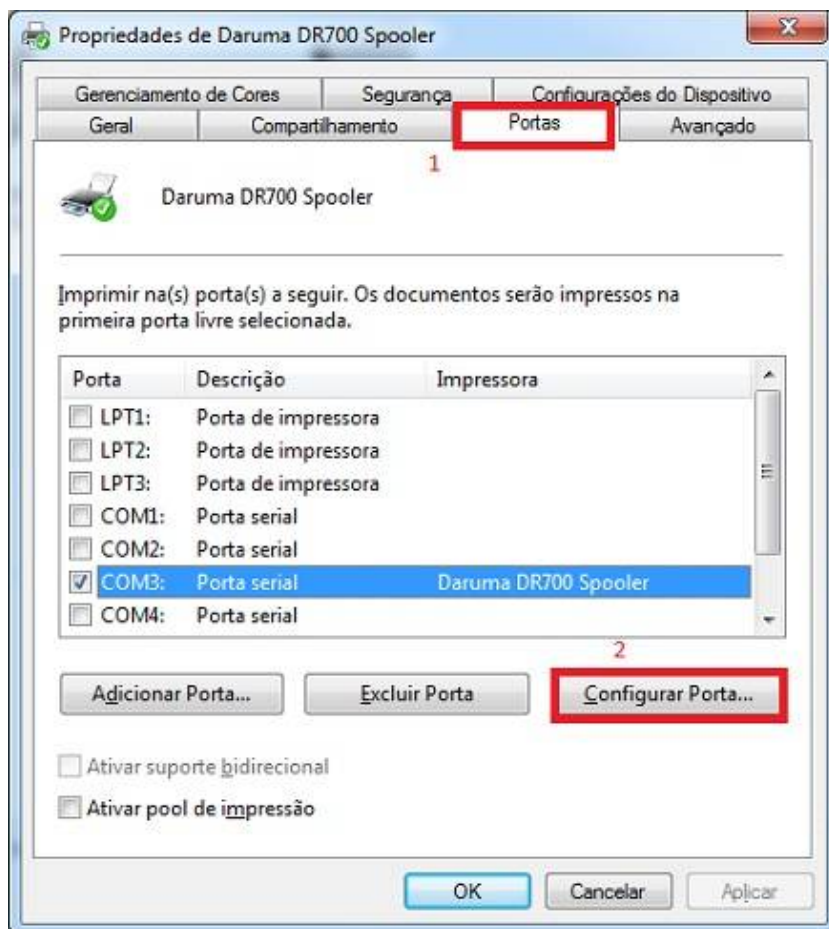 Propriedades de Daruma DR700 Spooler
Gerenciamento de Cores Segurança Configurações do Dispositivo
Geral Compartilhamento Portas Avançado
1
Daruma DR700 Spooler
Imprimir na(s) porta(s) a seguir. Os documentos serão impressos na
primeira porta livre selecionada.
Porta Descrição Impressora
LPT1: Porta de impressora
LPT2: Porta de impressora
LPT3: Porta de impressora
COM1: Porta serial
COM2: Porta serial
COM3: Porta serial Daruma DR700 Spooler
COM4: Porta serial
2
Adicionar Porta... Excluir Porta Configurar Porta...
Ativar suporte bidirecional
Ativar pool de impressão
OK Cancelar Aplicar